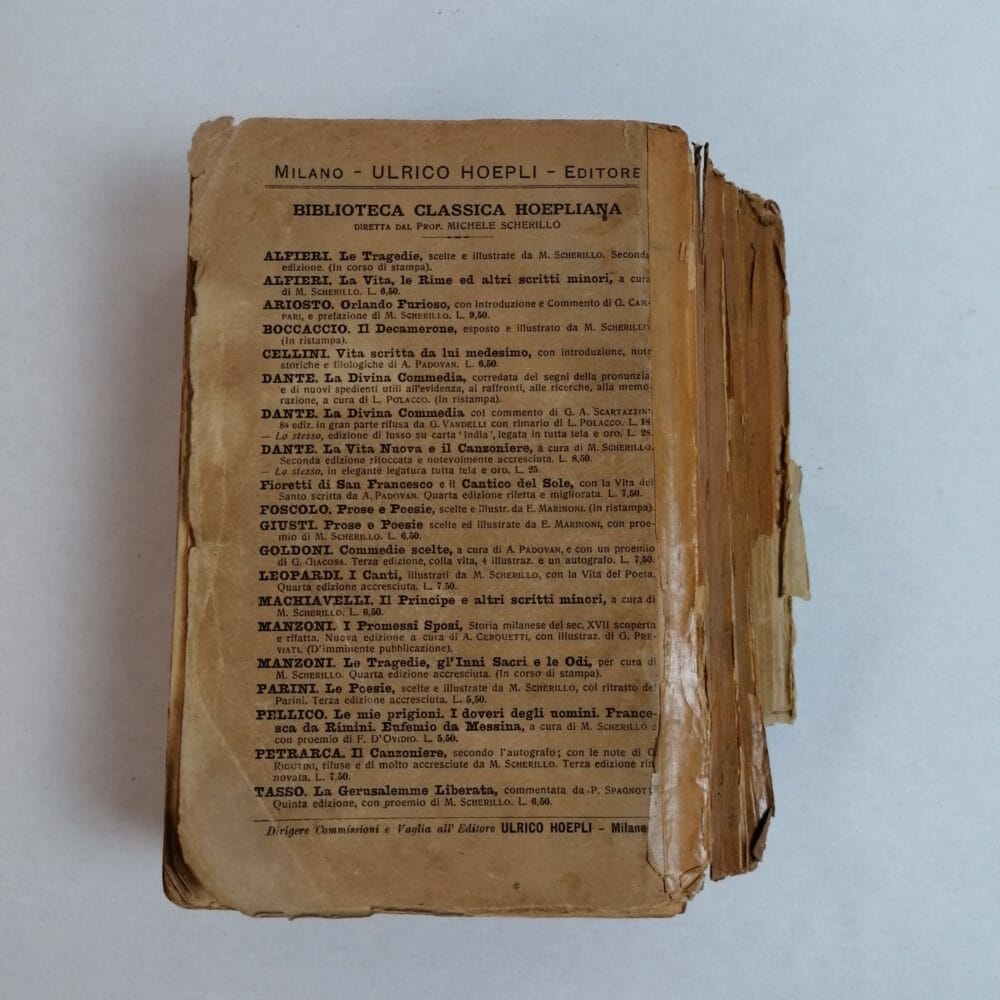 MILANO - ULRICO HOEPLI - EDITORE
BIBLIOTECA CLASSICA HOEPLIANA
DIRETTA DAL PROF. MICHELE SCHERILLO
ALFIERI. Le Tragedie, scelte e illustrate da M. SCHERILLO. Seconda
edizione. (In corso di stampa).
ALFIERI. La Vita, le Rime ed altri scritti minori, a cura
di M. SCHERILLO. L. 6,50.
ARIOSTO. Orlando Furioso, con Introduzione e Commento di G. CAM-
PARI, e prefazione di M. SCHERILLO. L. 9,50.
BOCCACCIO. Il Decamerone, esposto e illustrato da M. SCHERILLO
(In ristampa).
CELLINI. Vita scritta da lui medesimo, con introduzione, note
storiche e filologiche di A. PADOVAN. L. 6,50.
DANTE. La Divina Commedia, corredata dei segni della pronunzia
e di nuovi spedienti utili all'evidenza, ai raffronti, alle ricerche, alla memo-
razione, a cura di L. POLACCO. (In ristampa).
DANTE. La Divina Commedia col commento di G. A. SCARTAZZINI
8ª ediz. in gran parte rifusa da G. VANDELLI con rimario di L. POLACCO. L. 18
— Lo stesso, edizione di lusso su carta 'India', legata in tutta tela e oro. L. 28.
DANTE. La Vita Nuova e il Canzoniere, a cura di M. SCHERILLO.
Seconda edizione ritoccata e notevolmente accresciuta. L. 8,50.
— Lo stesso, in elegante legatura tutta tela e oro. L. 25.
Fioretti di San Francesco e il Cantico del Sole, con la Vita del
Santo scritta da A. PADOVAN. Quarta edizione riletta e migliorata. L. 7,50.
FOSCOLO. Prose e Poesie, scelte e illustr. da E. MARINONI. (In ristampa)
GIUSTI. Prose e Poesie scelte ed illustrate da E. MARINONI, con proe-
mio di M. SCHERILLO. L. 6.50.
GOLDONI. Commedie scelte, a cura di A. PADOVAN, e con un proemio
di G. GIACOSA. Terza edizione, colla vita, 4 illustraz. e un autografo. L. 7,50
LEOPARDI. I Canti, illustrati da M. SCHERILLO, con la Vita del Poeta.
Quarta edizione accresciuta. L. 7,50.
MACHIAVELLI. Il Principe e altri scritti minori, a cura di
M. SCHERILLO. L. 6,50.
MANZONI. I Promessi Sposi, Storia milanese del sec. XVII scoperta
e rifatta. Nuova edizione a cura di A. CERQUETTI, con illustraz. di G. PRE-
VIATI. (D'imminente pubblicazione).
MANZONI. Le Tragedie, gl'Inni Sacri e le Odi, per cura di
M. SCHERILLO. Quarta edizione accresciuta. (In corso di stampa).
PARINI. Le Poesie, scelte e illustrate da M. SCHERILLO, col ritratto del
Parini. Terza edizione accresciuta. L. 5,50.
PELLICO. Le mie prigioni. I doveri degli uomini. France-
sca da Rimini. Eufemio da Messina, a cura di M. SCHERILLO e
con proemio di F. D'OVIDIO. L. 5,50.
PETRARCA. Il Canzoniere, secondo l'autografo; con le note di G
RIGUTINI, rifuse e di molto accresciute da M. SCHERILLO. Terza edizione rin
novata. L. 7,50.
TASSO. La Gerusalemme Liberata, commentata da P. SPAGNOTI
Quinta edizione, con proemio di M. SCHERILLO. L. 6,50.
Dirigere Commissioni e Vaglia all' Editore ULRICO HOEPLI - Milano